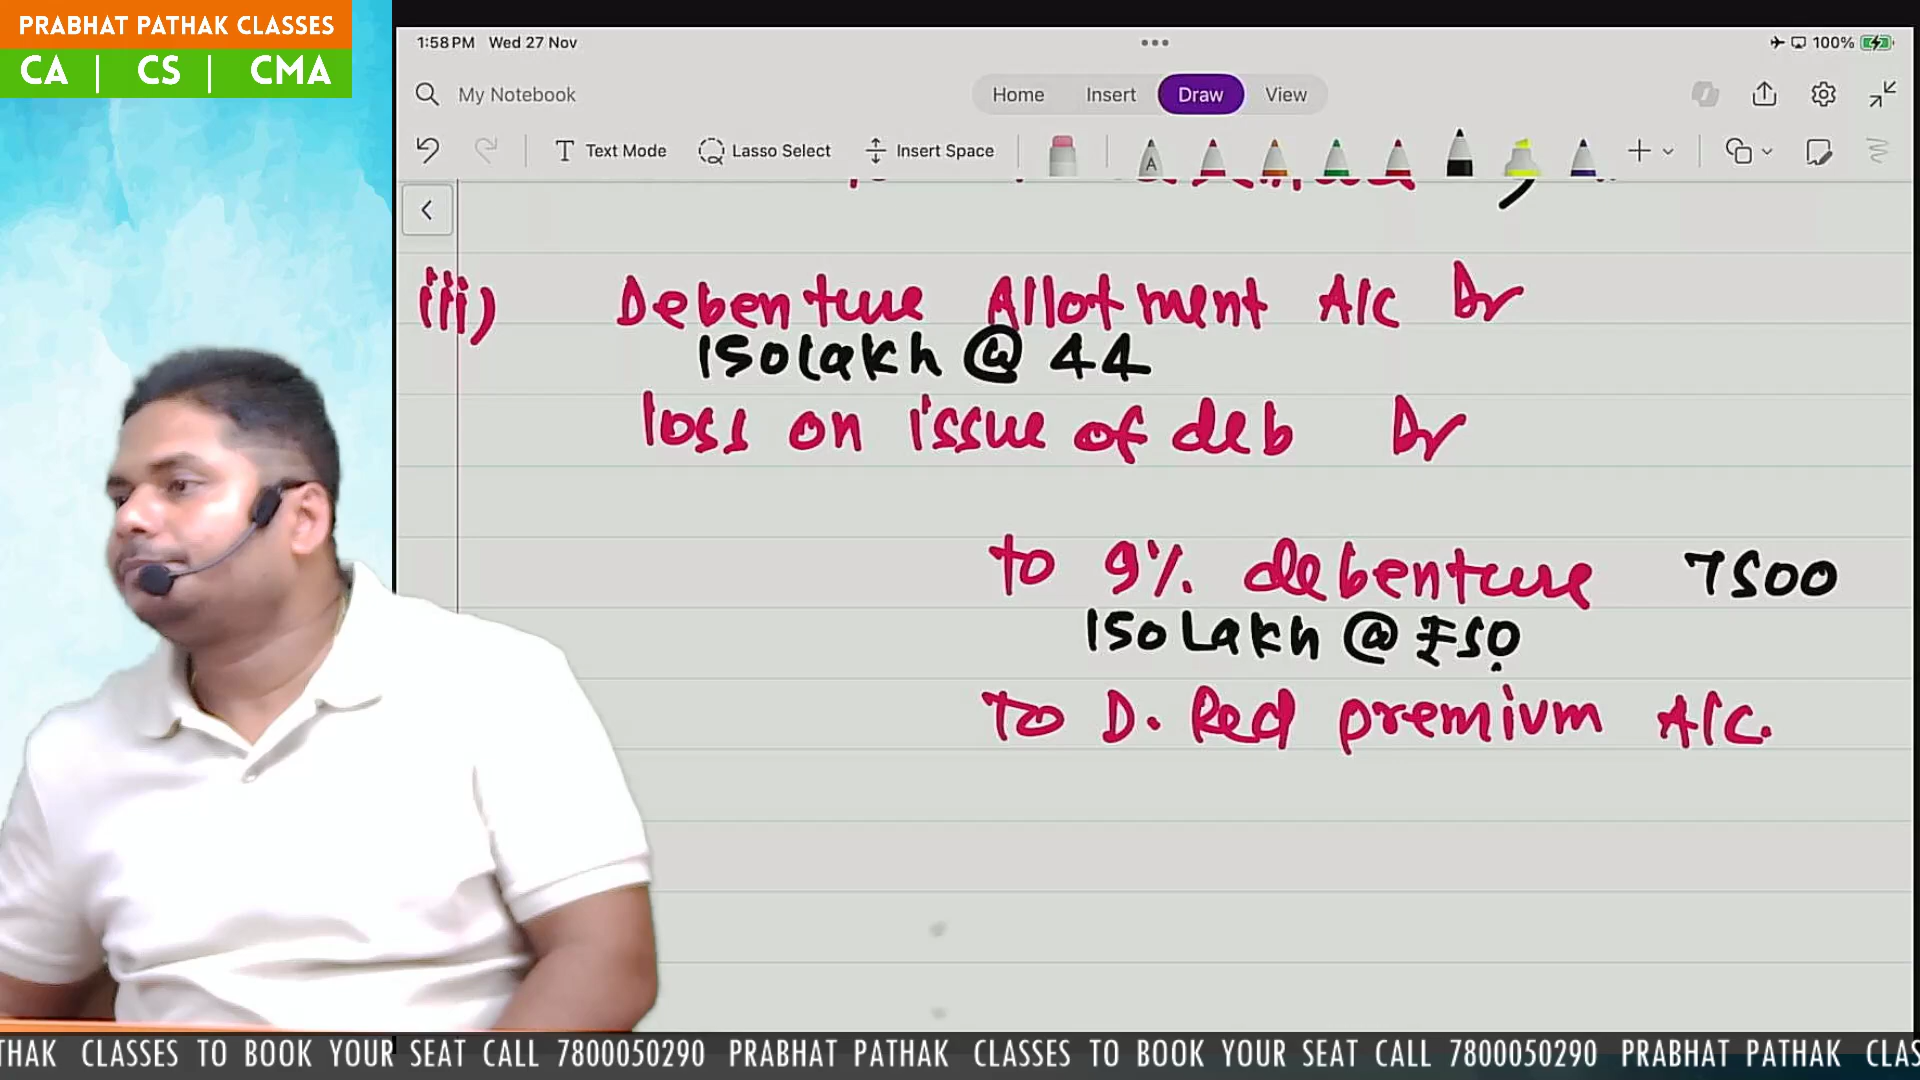 PRABHAT PATHAK CLASSES
CA | CS | CMA
1:58 PM Wed 27 Nov
100%
My Notebook
Home Insert Draw View
Text Mode Lasso Select Insert Space
A
iii) Debenture Allotment A/c Dr
150 lakh @ 44
loss on issue of deb Dr
to 9% debenture 7500
150 Lakh @ ₹50
To D. Red premium A/c.
THAK CLASSES TO BOOK YOUR SEAT CALL 7800050290 PRABHAT PATHAK CLASSES TO BOOK YOUR SEAT CALL 7800050290 PRABHAT PATHAK CLAS